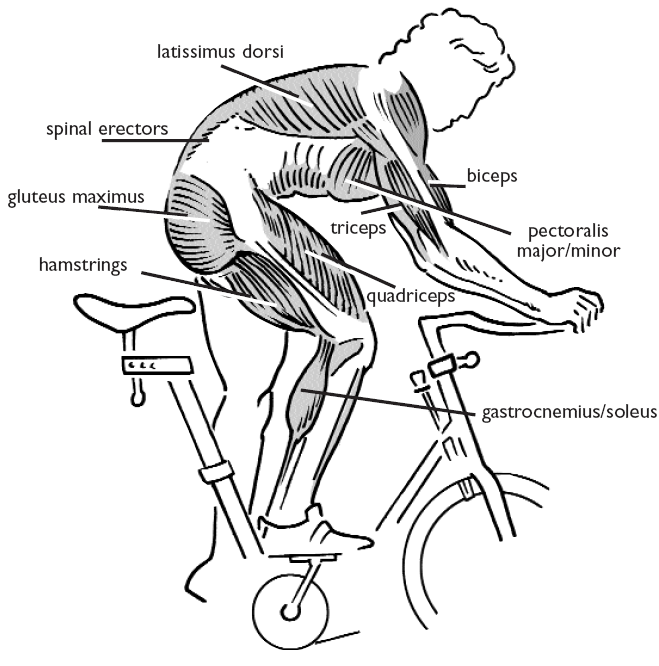 latissimus dorsi
spinal erectors
biceps
gluteus maximus
triceps
pectoralis
major/minor
hamstrings
quadriceps
gastrocnemius/soleus